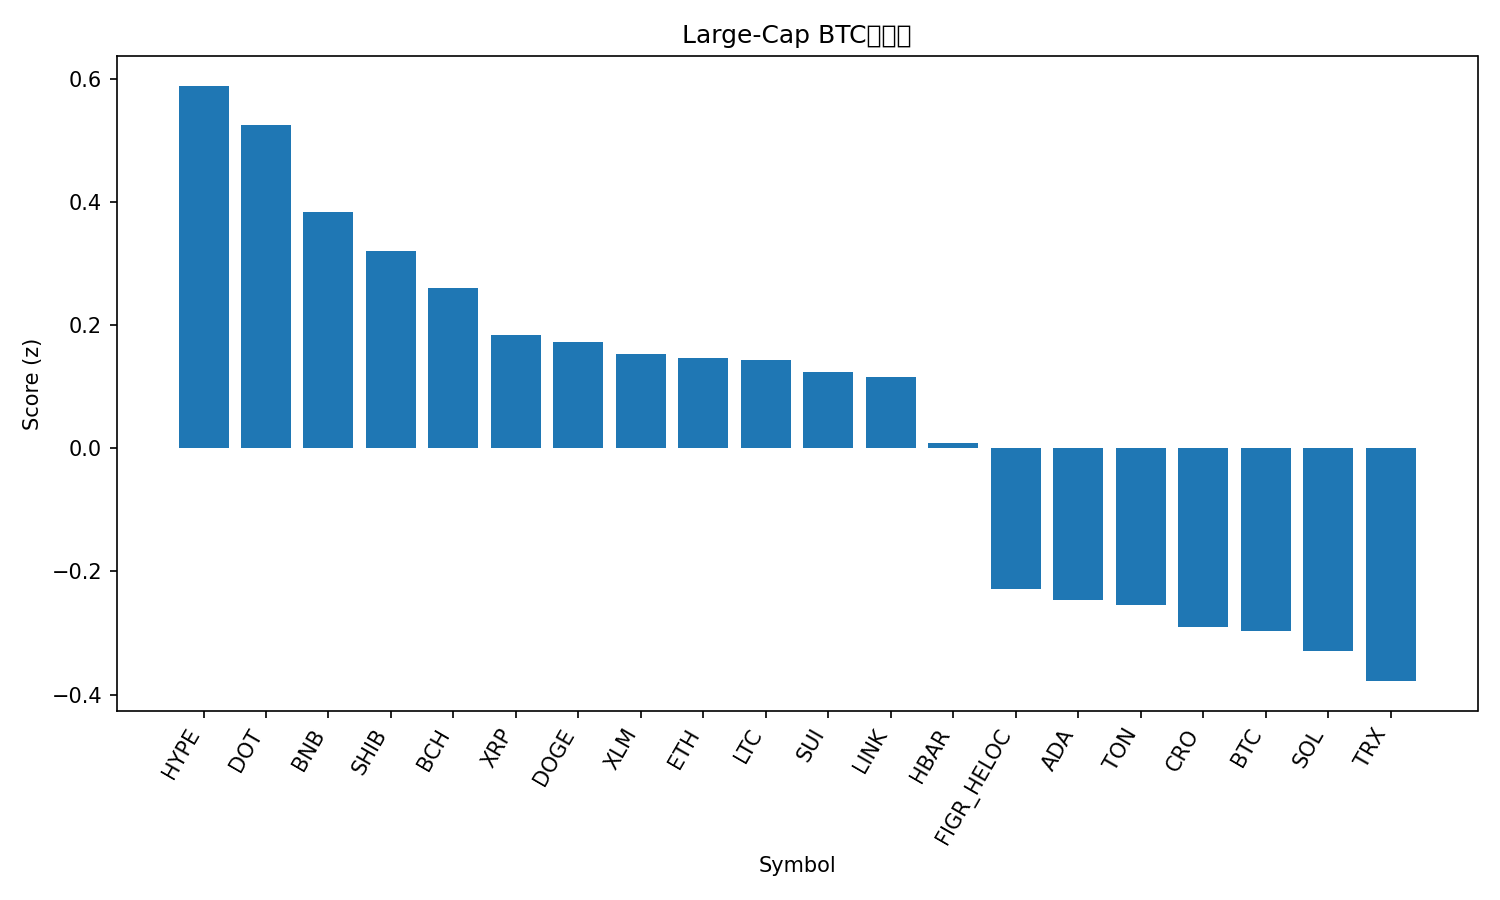 Large-Cap BTC
Score (z)
0.6
0.4
0.2
0.0
−0.2
−0.4
HYPE
DOT
BNB
SHIB
BCH
XRP
DOGE
XLM
ETH
LTC
SUI
LINK
HBAR
FIGR_HELOC
ADA
TON
CRO
BTC
SOL
TRX
Symbol